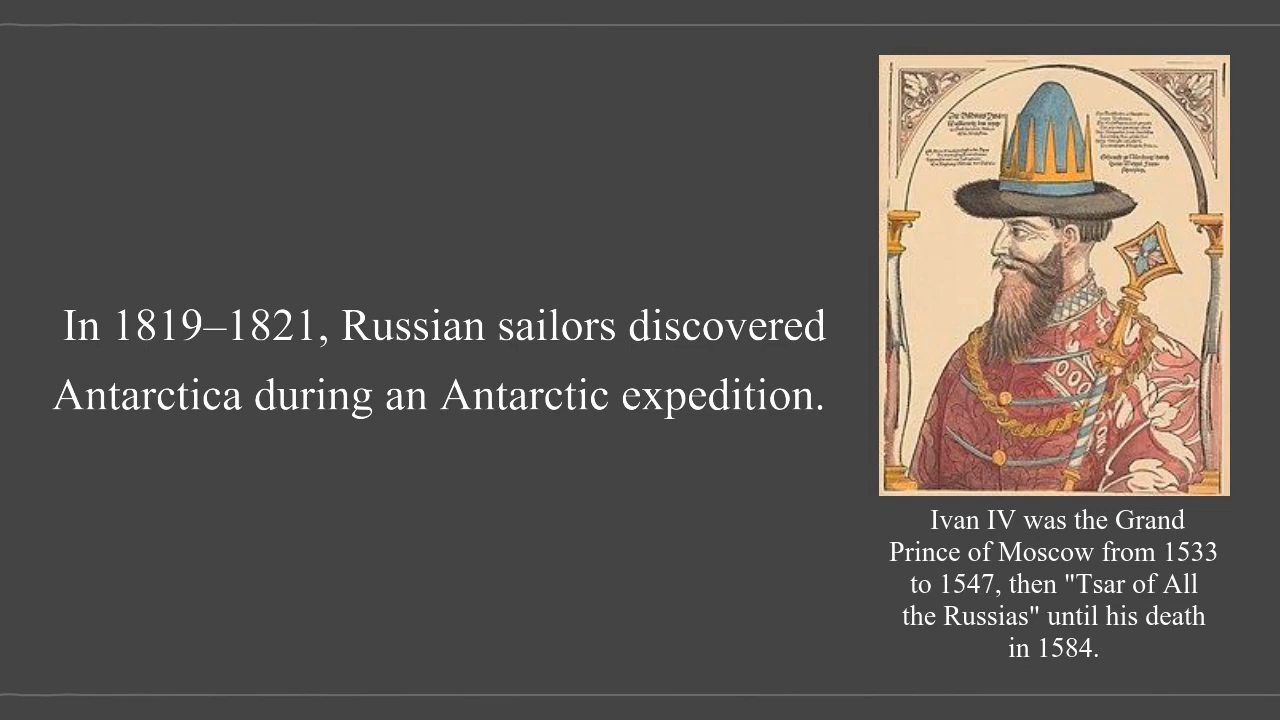 In 1819–1821, Russian sailors discovered
Antarctica during an Antarctic expedition.
Ivan IV was the Grand
Prince of Moscow from 1533
to 1547, then "Tsar of All
the Russias" until his death
in 1584.